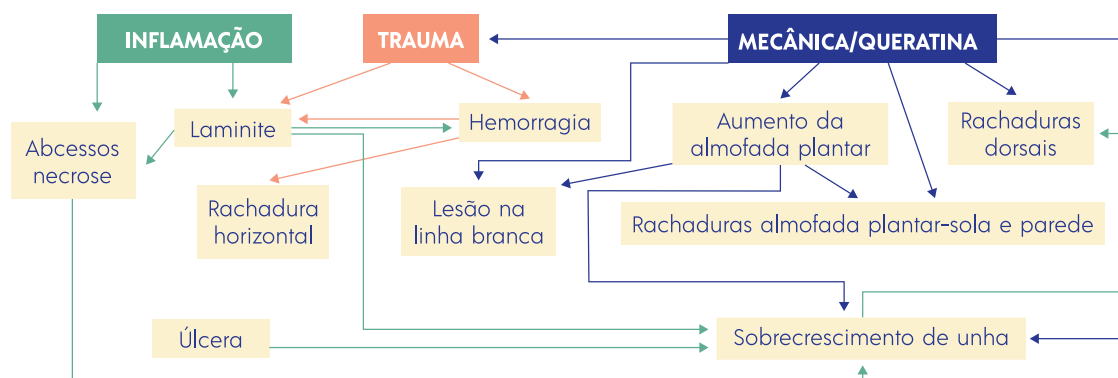 INFLAMAÇÃO
TRAUMA
MECÂNICA/QUERATINA
Abcessos
necrose
Laminite
Hemorragia
Aumento da
almofada plantar
Rachaduras
dorsais
Rachadura
horizontal
Lesão na
linha branca
Rachaduras almofada plantar-sola e parede
Úlcera
Sobrecrescimento de unha